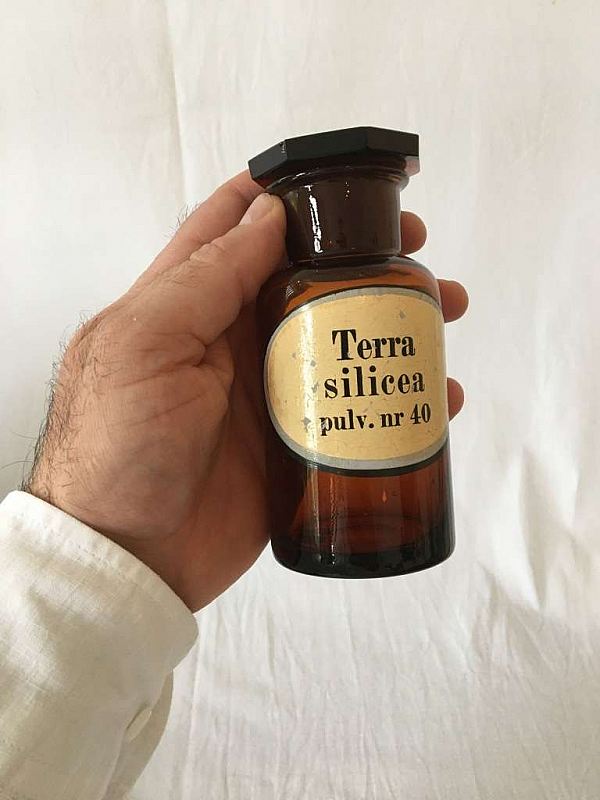 Terra
silicea
pulv. nr 40